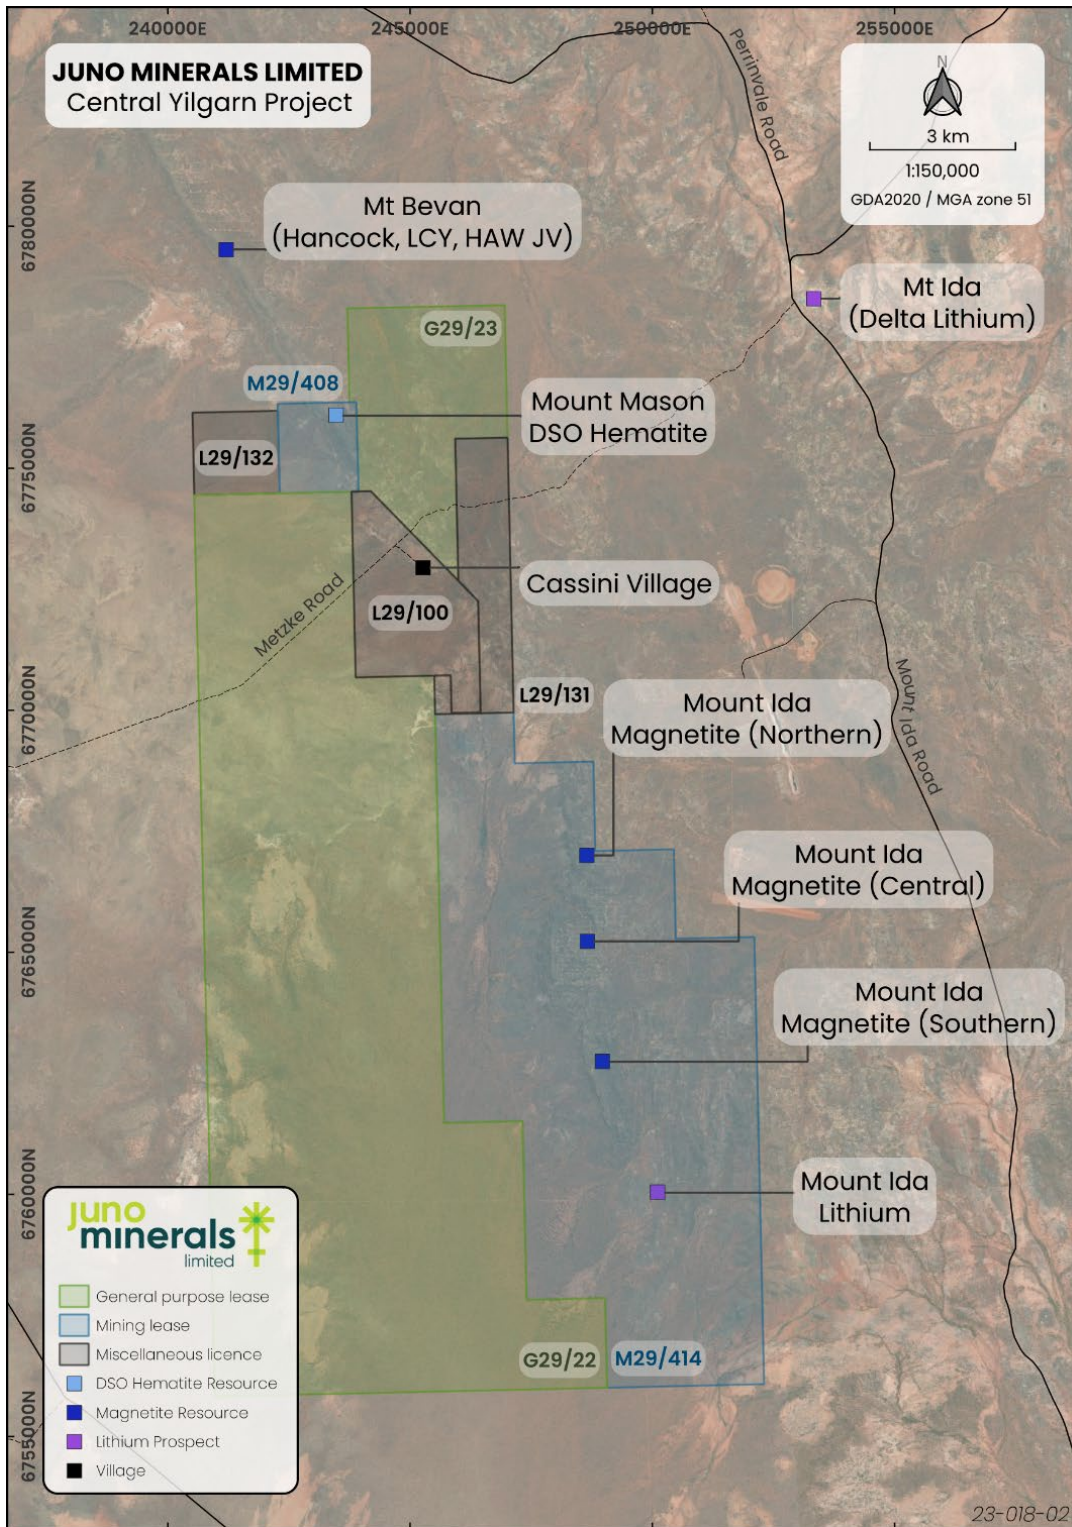 240000E
245000E
250000E
255000E
JUNO MINERALS LIMITED
Central Yilgarn Project
Perrinvale Road
N
3 km
1:150,000
GDA2020 / MGA zone 51
6780000N
Mt Bevan
(Hancock, LCY, HAW JV)
Mt Ida
(Delta Lithium)
G29/23
M29/408
Mount Mason
DSO Hematite
L29/132
6775000N
Cassini Village
Metzke Road
L29/100
L29/131
6770000N
Mount Ida
Magnetite (Northern)
Mount Ida Road
Mount Ida
Magnetite (Central)
6765000N
Mount Ida
Magnetite (Southern)
6760000N
Mount Ida
Lithium
juno
minerals
limited
General purpose lease
Mining lease
Miscellaneous licence
DSO Hematite Resource
Magnetite Resource
Lithium Prospect
Village
G29/22
M29/414
6755000N
23-018-02